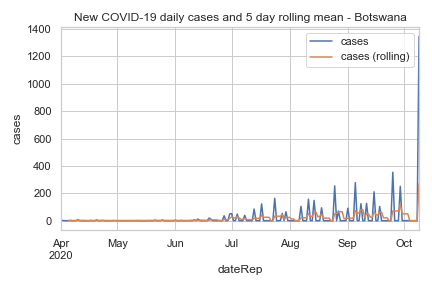 New COVID-19 daily cases and 5 day rolling mean - Botswana
cases
cases (rolling)
1400
1200
1000
800
600
400
200
0
cases
Apr May Jun Jul Aug Sep Oct
2020
dateRep